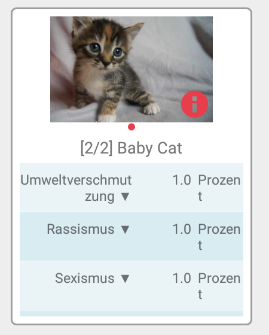 [2/2] Baby Cat
Umweltverschmut
zung ▼
1.0 Prozen
t
Rassismus ▼
1.0 Prozen
t
Sexismus ▼
1.0 Prozen
t